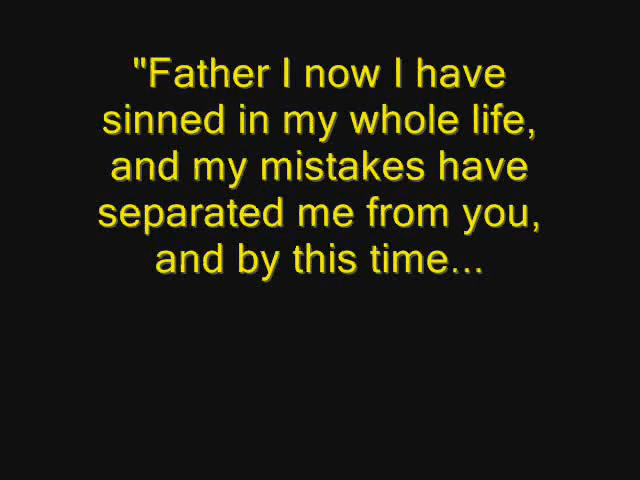 "Father I now I have
sinned in my whole life,
and my mistakes have
separated me from you,
and by this time...